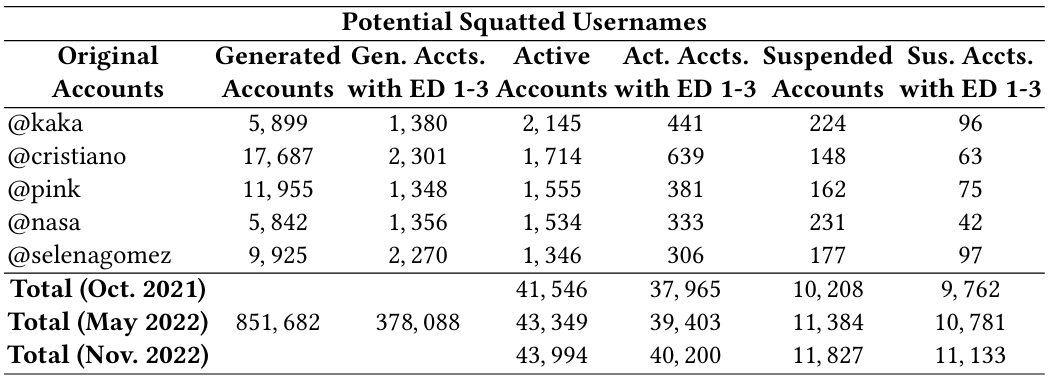 Potential Squatted Usernames
Original Generated Gen. Accts. Active Act. Accts. Suspended Sus. Accts.
Accounts Accounts with ED 1-3 Accounts with ED 1-3 Accounts with ED 1-3
@kaka 5, 899 1, 380 2, 145 441 224 96
@cristiano 17, 687 2, 301 1, 714 639 148 63
@pink 11, 955 1, 348 1, 555 381 162 75
@nasa 5, 842 1, 356 1, 534 333 231 42
@selenagomez 9, 925 2, 270 1, 346 306 177 97
Total (Oct. 2021) 41, 546 37, 965 10, 208 9, 762
Total (May 2022) 851, 682 378, 088 43, 349 39, 403 11, 384 10, 781
Total (Nov. 2022) 43, 994 40, 200 11, 827 11, 133